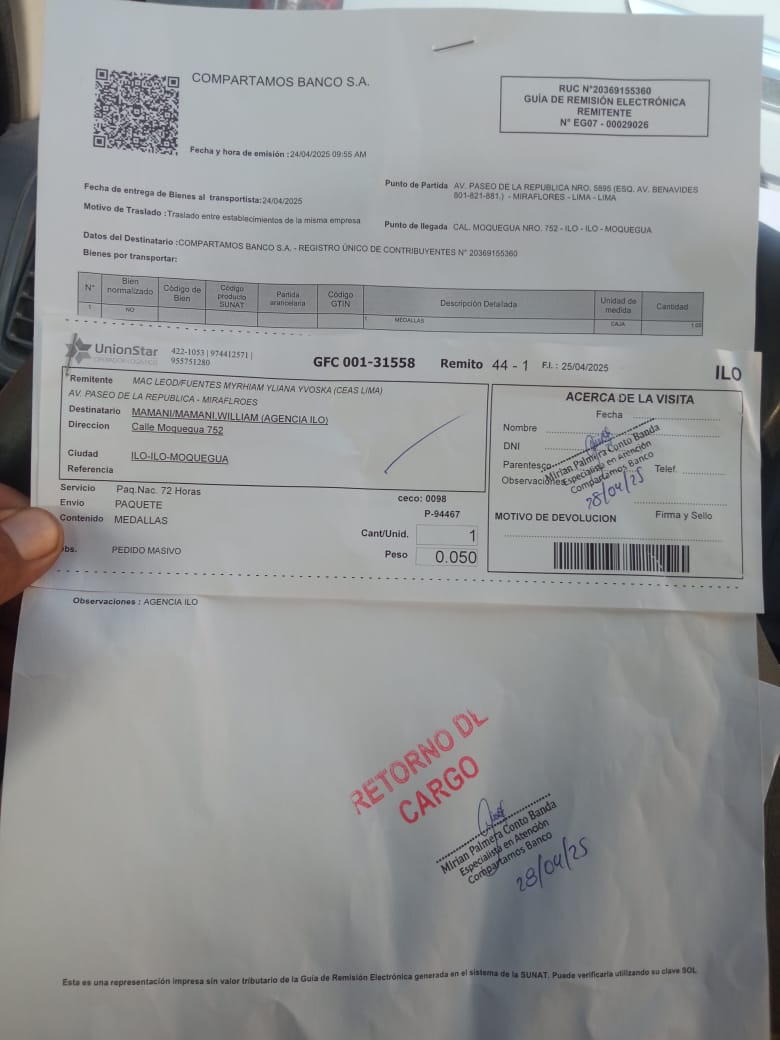 COMPARTAMOS BANCO S.A.
RUC N°20369155360
GUÍA DE REMISIÓN ELECTRÓNICA
REMITENTE
N° EG07 - 00029026
Fecha y hora de emisión :24/04/2025 09:55 AM
Fecha de entrega de Bienes al transportista:24/04/2025
Punto de Partida AV. PASEO DE LA REPUBLICA NRO. 5895 (ESQ. AV. BENAVIDES
801-821-881.) - MIRAFLORES - LIMA - LIMA
Motivo de Traslado :Traslado entre establecimientos de la misma empresa
Punto de llegada CAL. MOQUEGUA NRO. 752 - ILO - ILO - MOQUEGUA
Datos del Destinatario :COMPARTAMOS BANCO S.A. - REGISTRO ÚNICO DE CONTRIBUYENTES N° 20369155360
Bienes por transportar:
N° Bien normalizado Código de Bien Código producto SUNAT Partida arancelaria Código GTIN Descripción Detallada Unidad de medida Cantidad
1 NO MEDALLAS CAJA
UnionStar
OPERADOR LOGISTICO
422-1053 | 974412571 |
955751280
GFC 001-31558 Remito 44 - 1 F.I.: 25/04/2025 ILO
Remitente MAC LEOD/FUENTES MYRHIAM YLIANA YVOSKA (CEAS LIMA)
AV. PASEO DE LA REPUBLICA - MIRAFLROES
Destinatario MAMANI/MAMANI,WILLIAM (AGENCIA ILO)
Direccion Calle Moquegua 752
Ciudad ILO-ILO-MOQUEGUA
Referencia
Servicio Paq.Nac. 72 Horas
Envio PAQUETE
Contenido MEDALLAS
Obs. PEDIDO MASIVO
ceco: 0098
P-94467
Cant/Unid. 1
Peso 0.050
ACERCA DE LA VISITA
Fecha
Nombre
DNI
Parentesco
Telef.
Observaciones
Mirian Palmera Conto Banda
Especialista en Atención
Compartamos Banco
28/04/25
MOTIVO DE DEVOLUCION Firma y Sello
Observaciones : AGENCIA ILO
RETORNO DE
CARGO
Mirian Palmera Conto Banda
Especialista en Atención
Compartamos Banco
28/04/25
Esta es una representación impresa sin valor tributario de la Guía de Remisión Electrónica generada en el sistema de la SUNAT. Puede verificarla utilizando su clave SOL